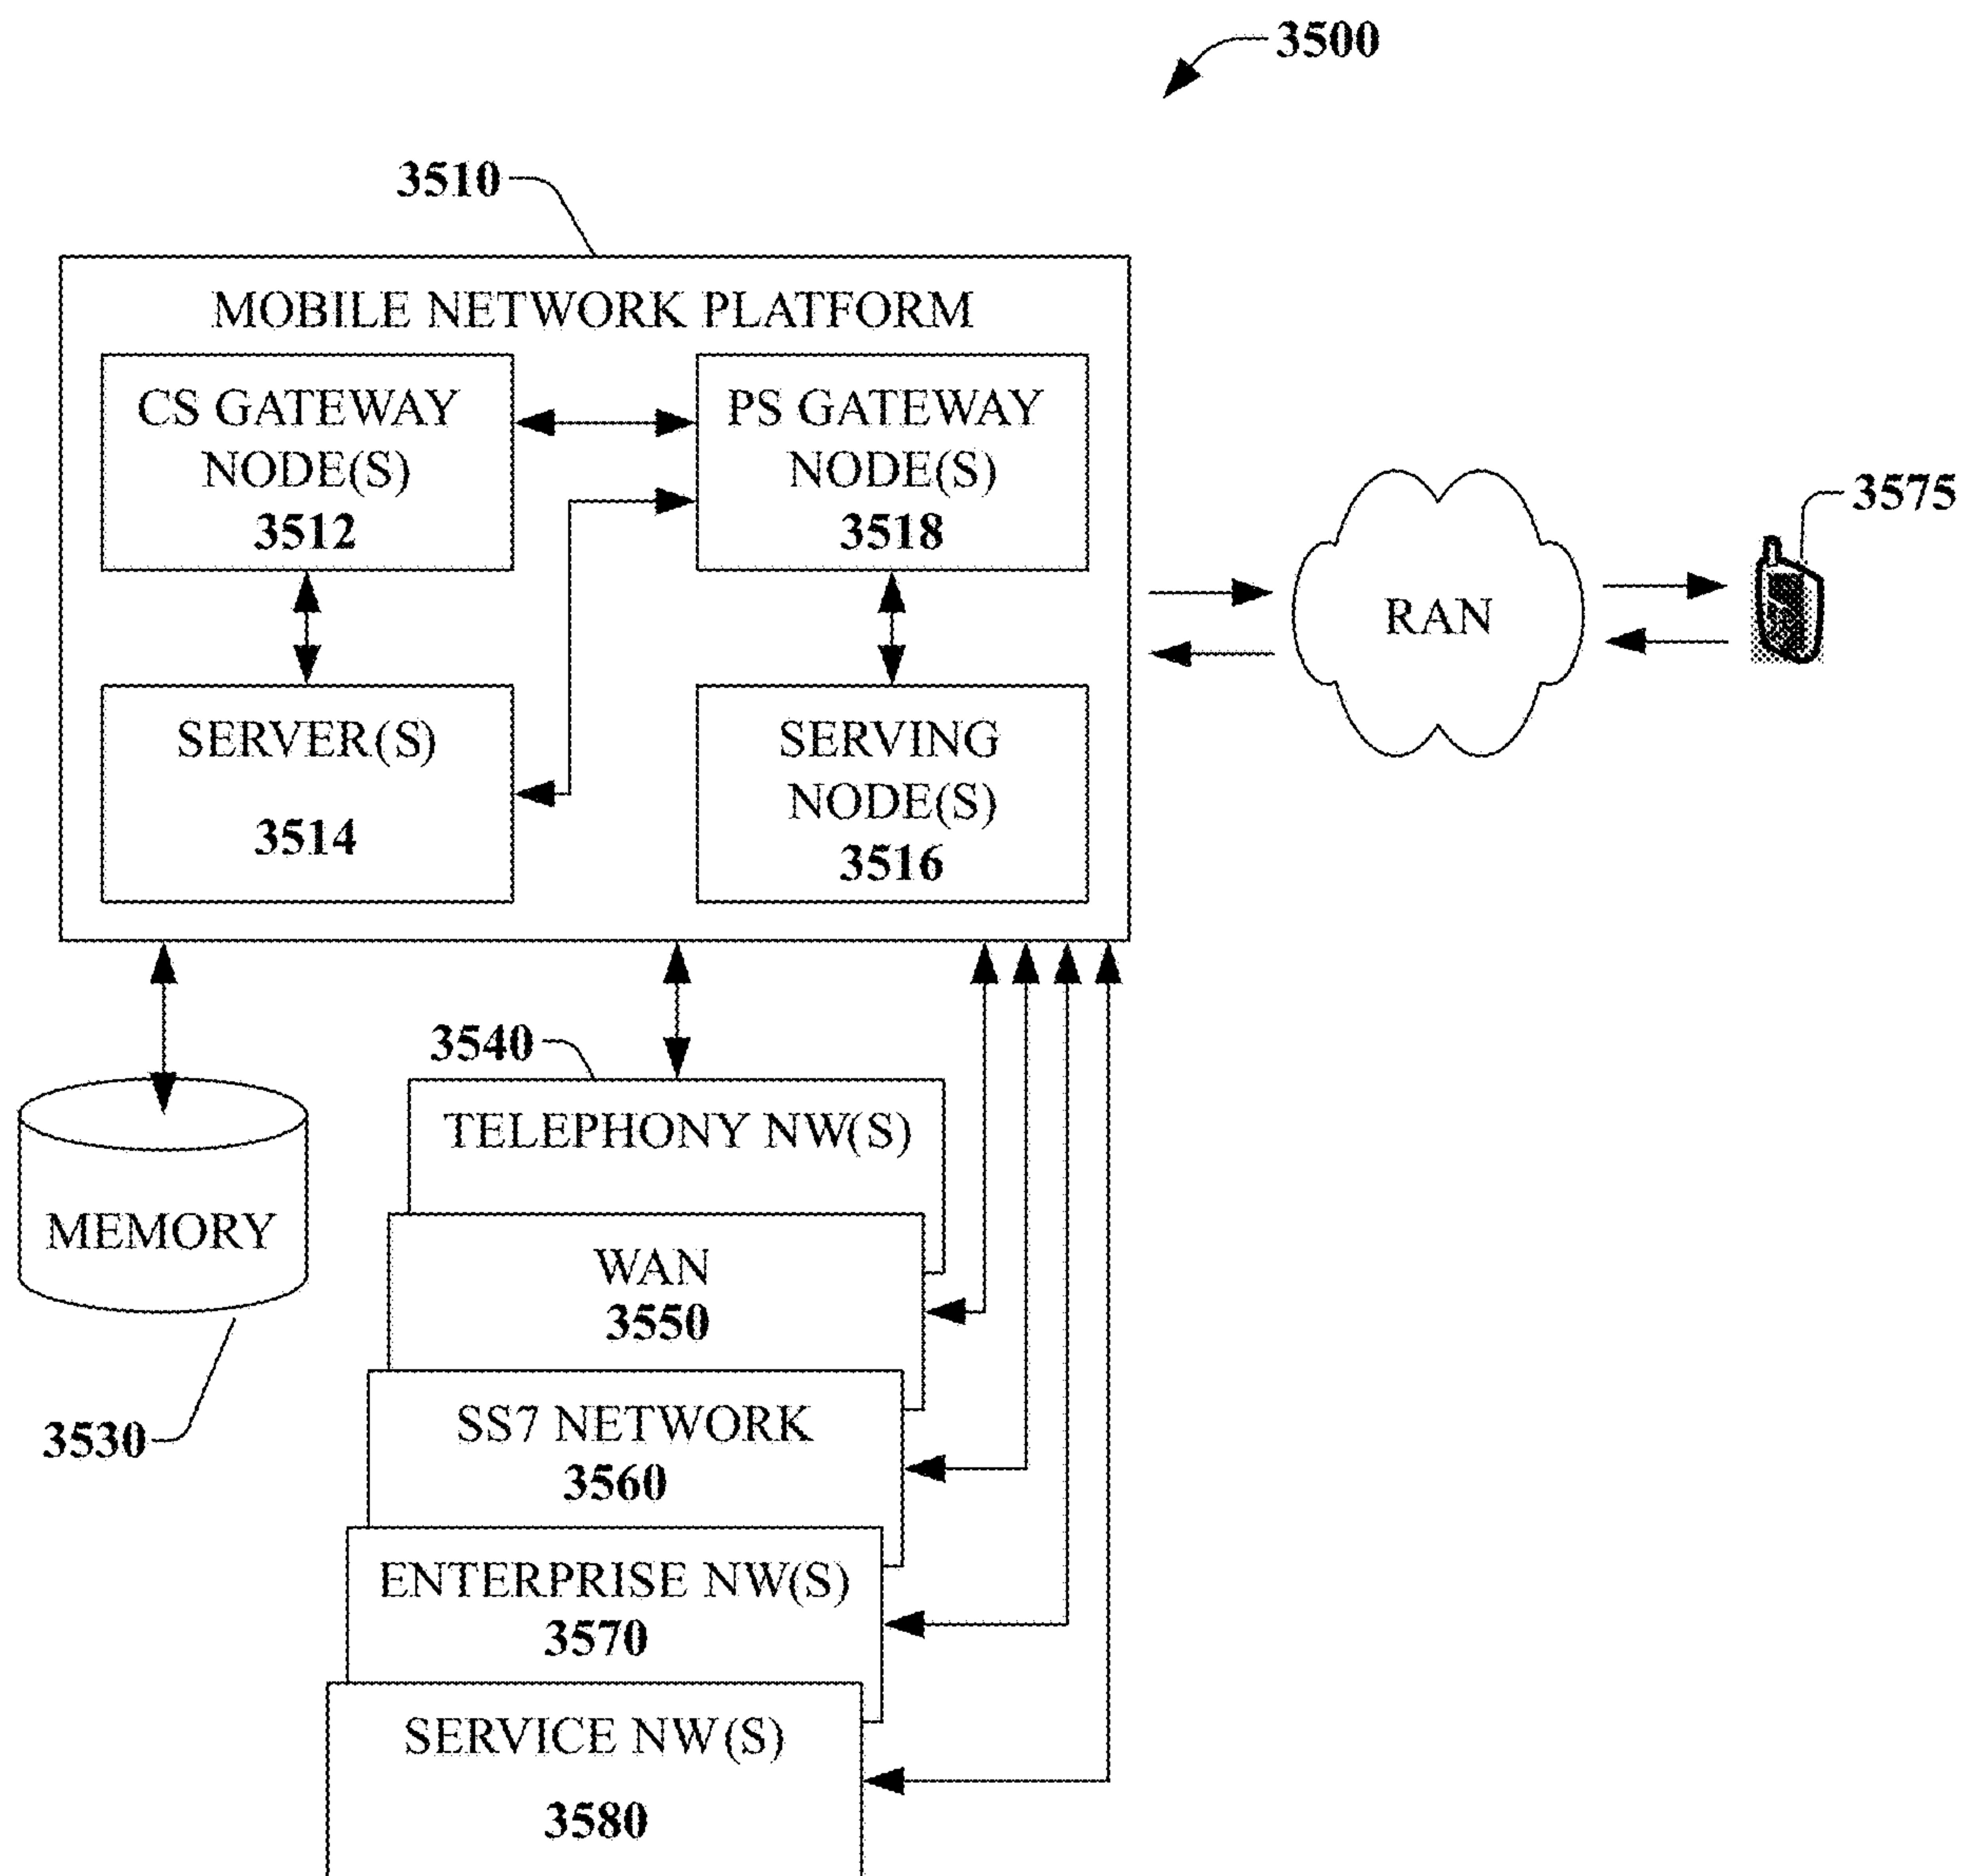 3500
3510
MOBILE NETWORK PLATFORM
CS GATEWAY
NODE(S)
3512
PS GATEWAY
NODE(S)
3518
SERVER(S)
3514
SERVING
NODE(S)
3516
RAN
3575
3540
TELEPHONY NW(S)
MEMORY
3530
WAN
3550
SS7 NETWORK
3560
ENTERPRISE NW(S)
3570
SERVICE NW(S)
3580